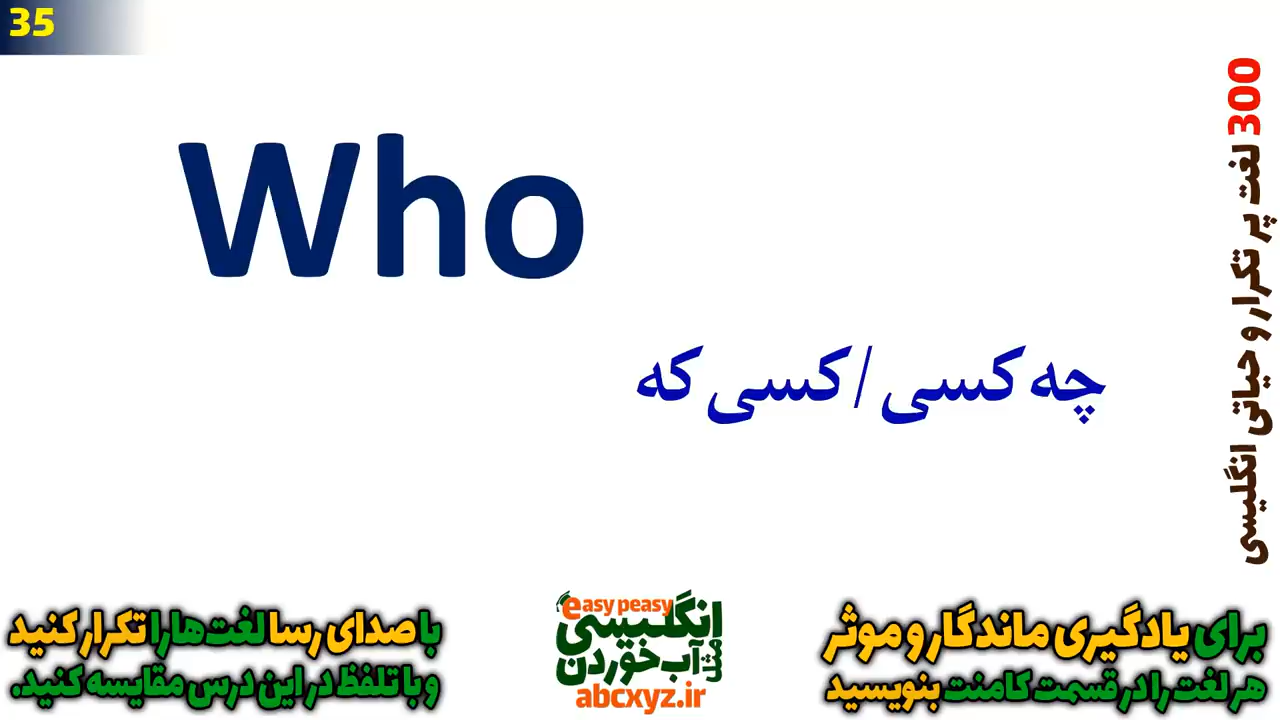 35
Who
چه کسی / کسی که
300 لغت پر تکرار و حیاتی انگلیسی
برای یادگیری ماندگار و موثر
هر لغت را در قسمت کامنت بنویسید
easy peasy
انگلیسی
مثل آب خوردن
abcxyz.ir
با صدای رسا لغت‌ها را تکرار کنید
و با تلفظ در این درس مقایسه کنید.